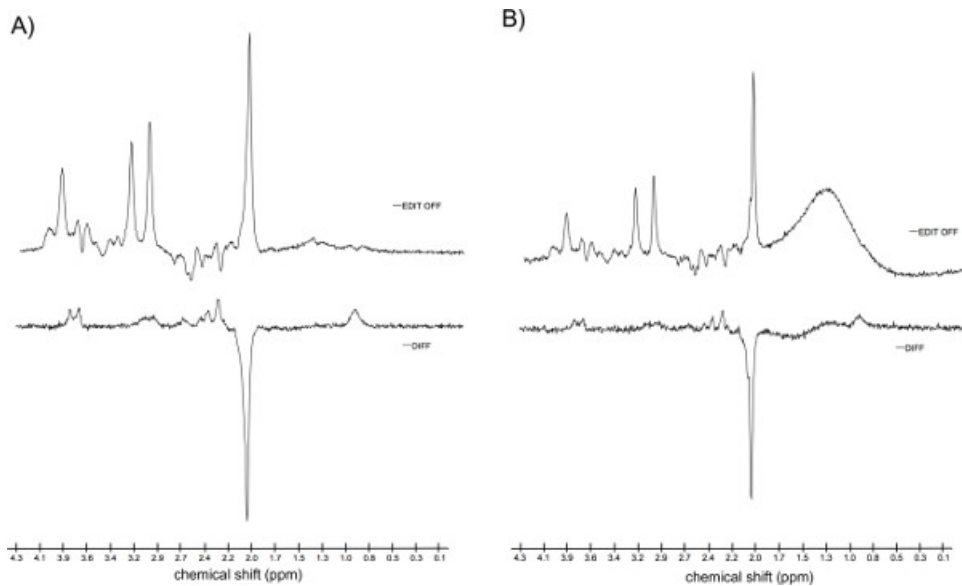 A)
EDIT OFF
DIFF
4.3 4.1 3.9 3.6 3.4 3.2 2.9 2.7 2.4 2.2 2.0 1.7 1.5 1.3 1.0 0.8 0.6 0.3 0.1
chemical shift (ppm)
B)
EDIT OFF
DIFF
4.3 4.1 3.9 3.6 3.4 3.2 2.9 2.7 2.4 2.2 2.0 1.7 1.5 1.3 1.0 0.8 0.6 0.3 0.1
chemical shift (ppm)